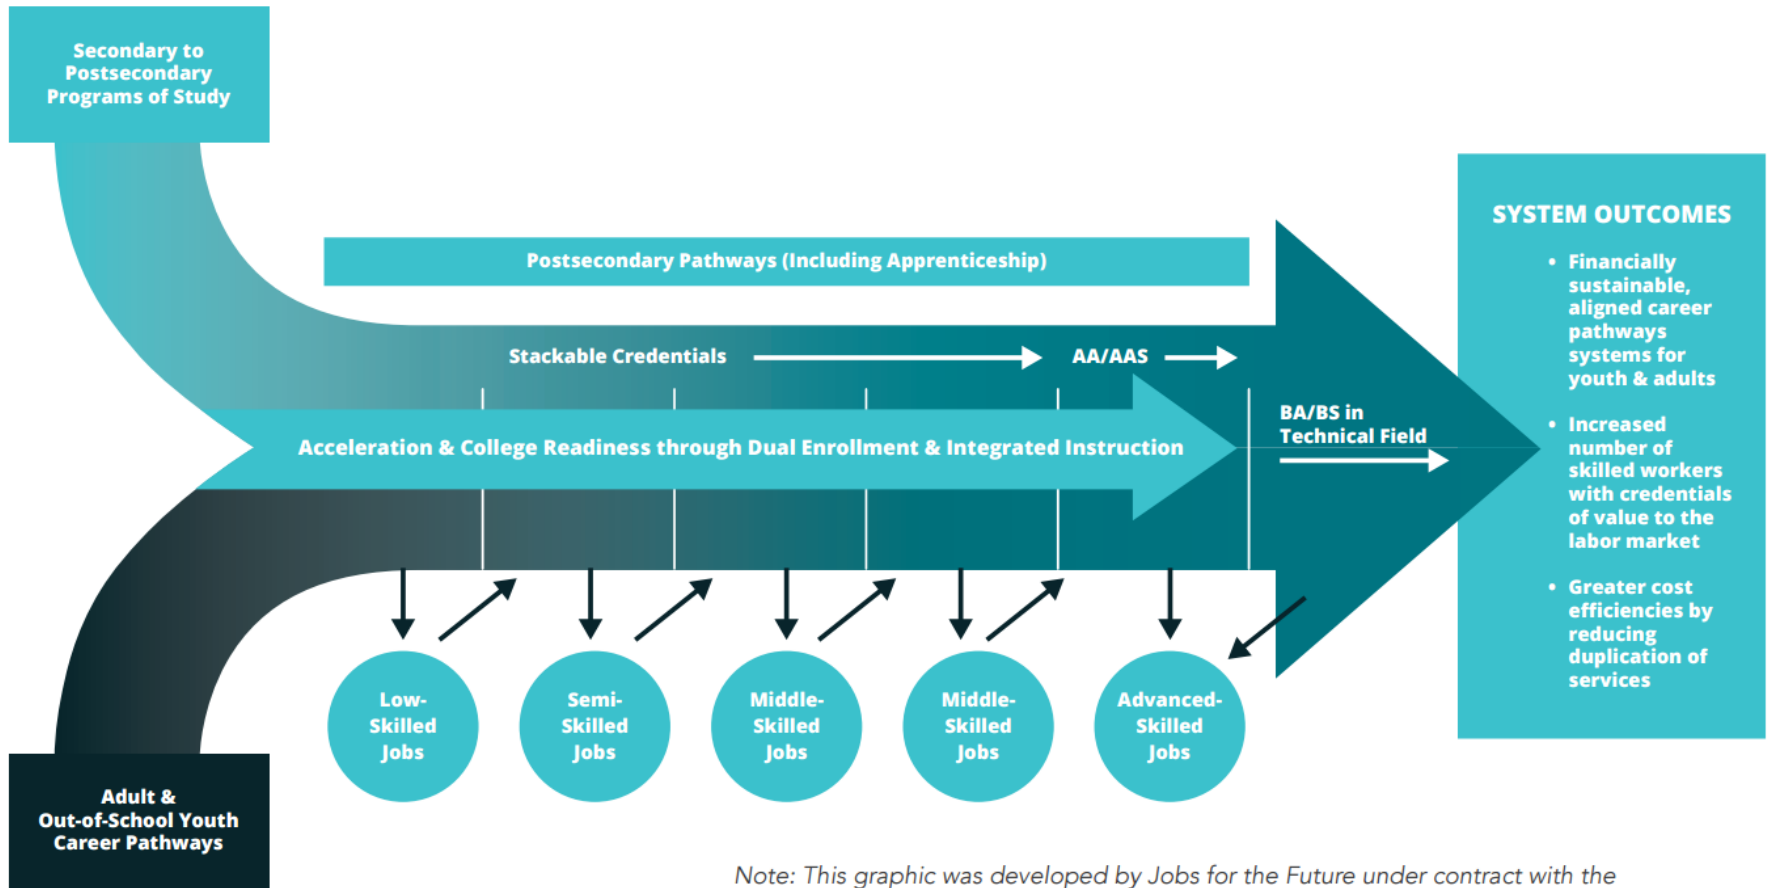 Secondary to
Postsecondary
Programs of Study
Postsecondary Pathways (Including Apprenticeship)
Stackable Credentials
AA/AAS
Acceleration & College Readiness through Dual Enrollment & Integrated Instruction
BA/BS in
Technical Field
SYSTEM OUTCOMES
• Financially
sustainable,
aligned career
pathways
systems for
youth & adults
• Increased
number of
skilled workers
with credentials
of value to the
labor market
• Greater cost
efficiencies by
reducing
duplication of
services
Low-
Skilled
Jobs
Semi-
Skilled
Jobs
Middle-
Skilled
Jobs
Middle-
Skilled
Jobs
Advanced-
Skilled
Jobs
Adult &
Out-of-School Youth
Career Pathways
Note: This graphic was developed by Jobs for the Future under contract with the